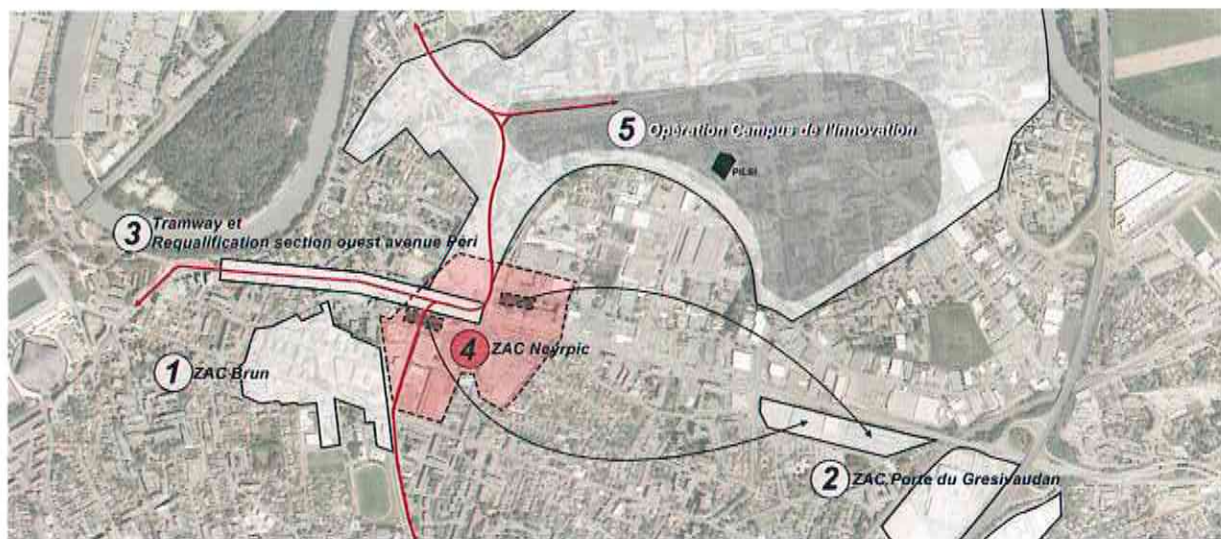 5 Opération Campus de l'Innovation
PILSI
3 Tramway et
Requalification section ouest avenue Péri
4 ZAC Neyrpic
1 ZAC Brun
2 ZAC Porte du Gresivaudan